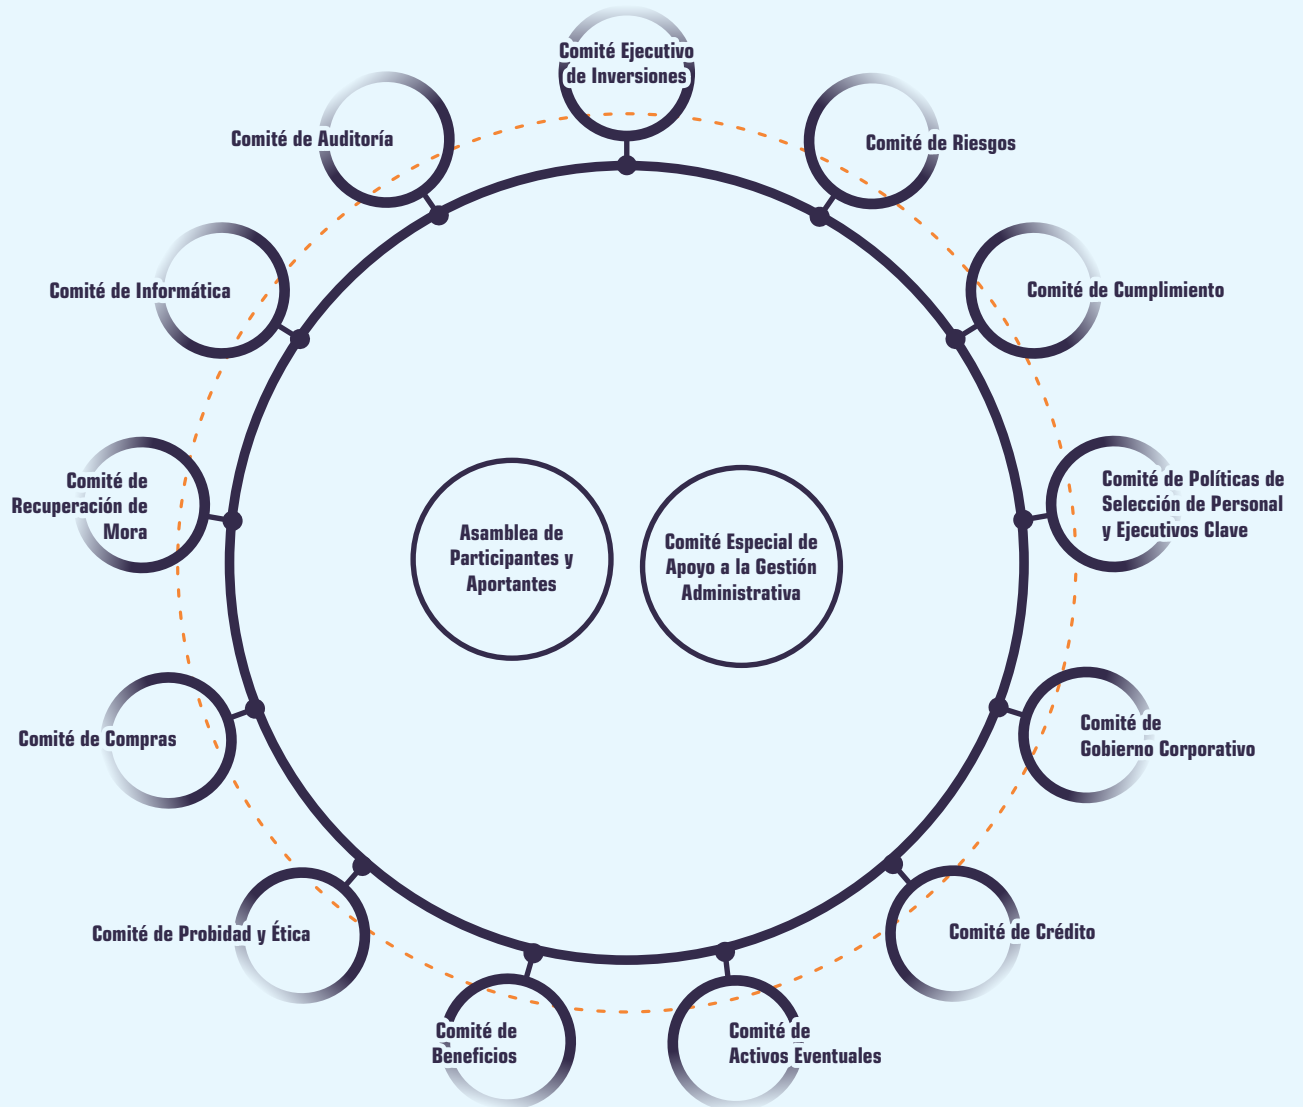 Comité Ejecutivo
de Inversiones
Comité de Auditoría
Comité de Riesgos
Comité de Informática
Comité de Cumplimiento
Comité de
Recuperación de
Mora
Comité de Políticas de
Selección de Personal
y Ejecutivos Clave
Asamblea de
Participantes y
Aportantes
Comité Especial de
Apoyo a la Gestión
Administrativa
Comité de Compras
Comité de
Gobierno Corporativo
Comité de Probidad y Ética
Comité de Crédito
Comité de
Beneficios
Comité de
Activos Eventuales